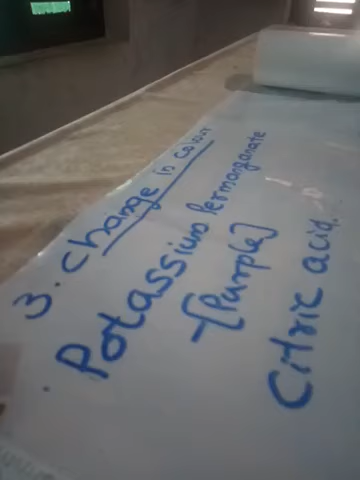 3. Change in Colour
Potassium Permanganate
[Purple]
Citric acid.